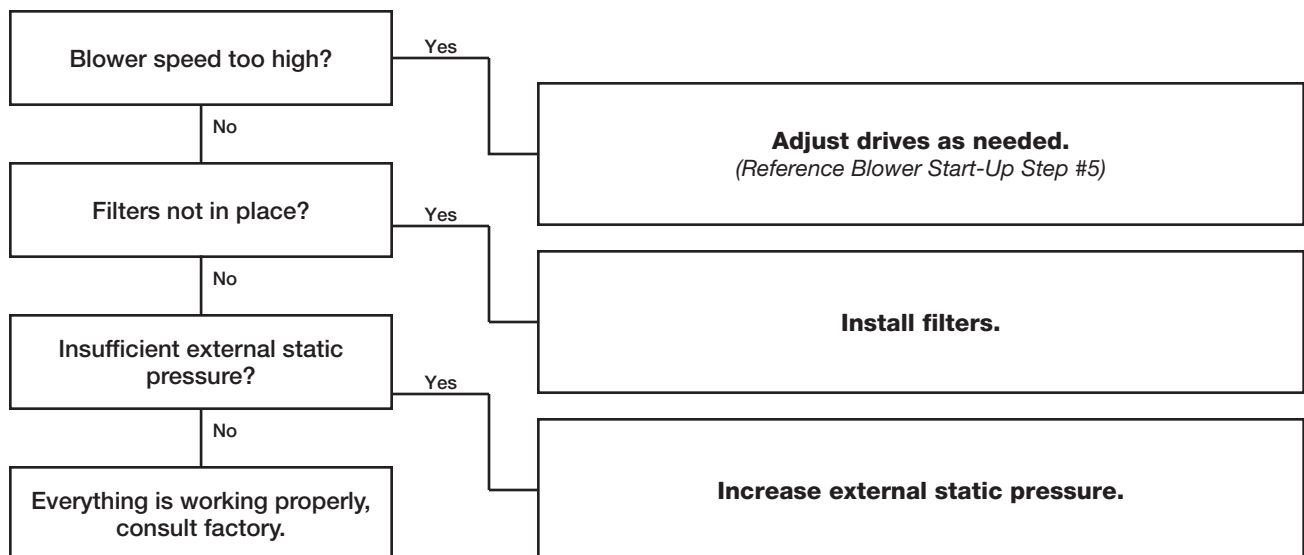 Blower speed too high?
Yes
Adjust drives as needed.
(Reference Blower Start-Up Step #5)
No
Filters not in place?
Yes
Install filters.
No
Insufficient external static
pressure?
Yes
Increase external static pressure.
No
Everything is working properly,
consult factory.